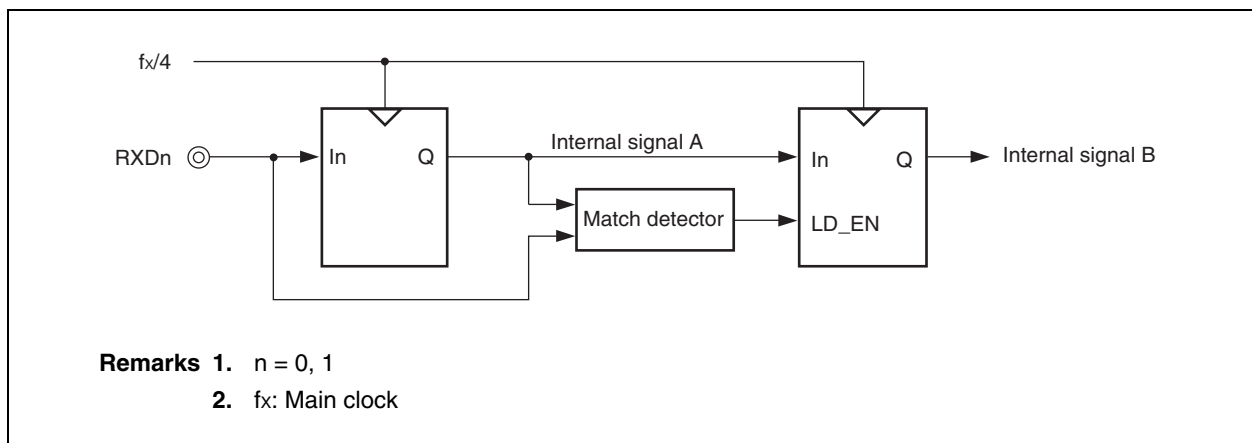 fx/4
RXDn
In
Q
Internal signal A
In
Q
Internal signal B
Match detector
LD_EN
Remarks 1. n = 0, 1
2. fx: Main clock